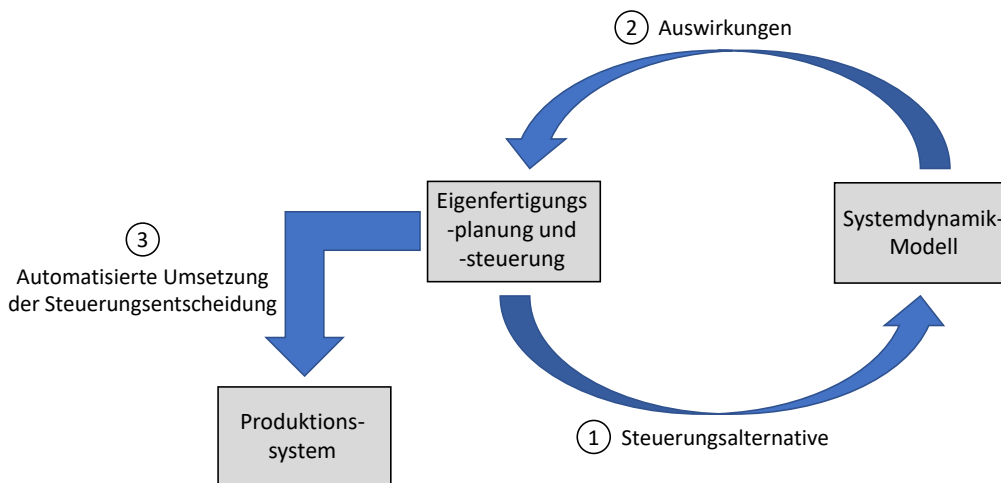 2 Auswirkungen
Eigenfertigungs
-planung und
-steuerung
Systemdynamik-
Modell
3
Automatisierte Umsetzung
der Steuerungsentscheidung
Produktions-
system
1 Steuerungsalternative